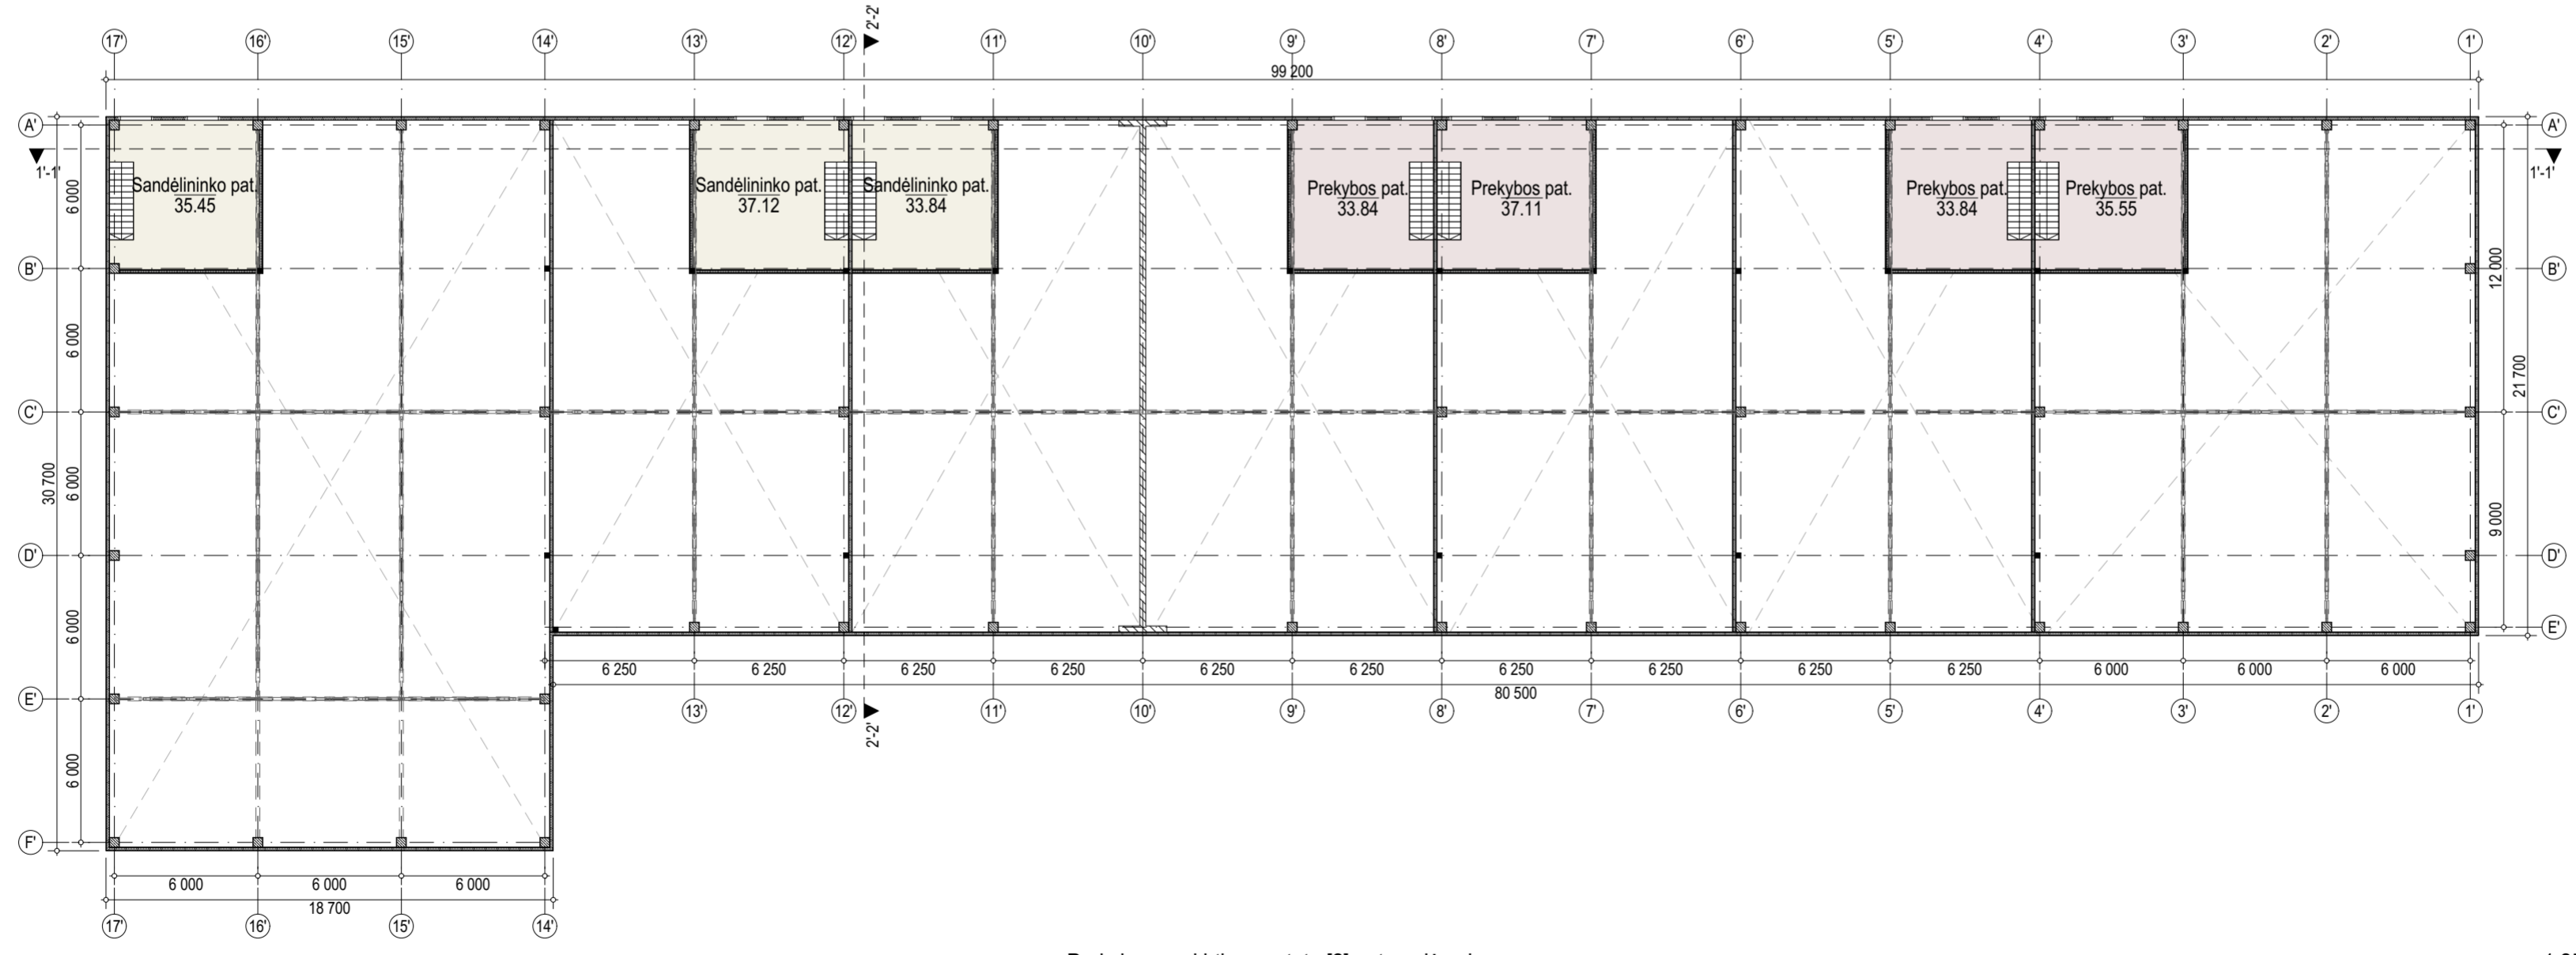 2'-2'
17' 16' 15' 14' 13' 12' 11' 10' 9' 8' 7' 6' 5' 4' 3' 2' 1'
99 200
A' A'
1'-1' 1'-1'
6 000
Sandėlininko pat.
35.45
Sandėlininko pat.
37.12
Sandėlininko pat.
33.84
Prekybos pat.
33.84
Prekybos pat.
37.11
Prekybos pat.
33.84
Prekybos pat.
35.55
B' B'
12 000
6 000
21 700
C' C'
30 700
6 000
9 000
D' D'
6 000
E'
6 250 6 250 6 250 6 250 6 250 6 250 6 250 6 250 6 250 6 250 6 000 6 000 6 000
80 500
E'
13' 12' 11' 10' 9' 8' 7' 6' 5' 4' 3' 2' 1'
2'-2'
6 000
F'
6 000 6 000 6 000
18 700
17' 16' 15' 14'